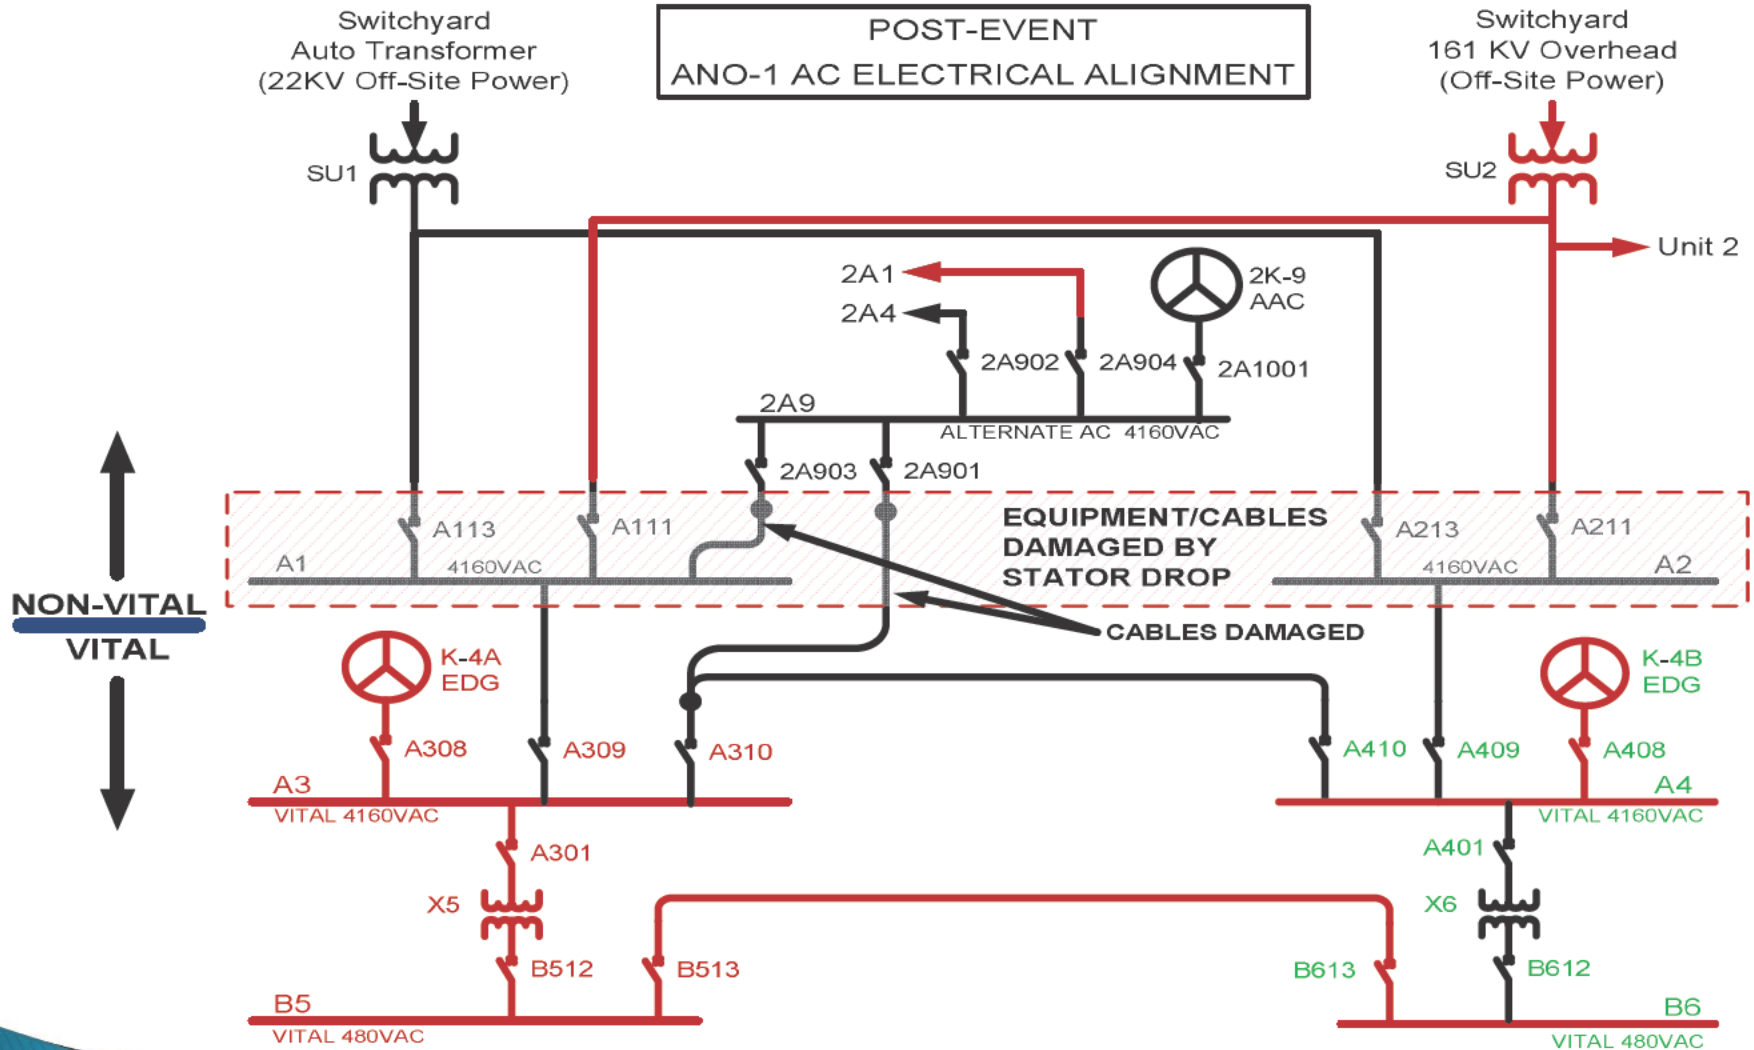 Switchyard
Auto Transformer
(22KV Off-Site Power)
POST-EVENT
ANO-1 AC ELECTRICAL ALIGNMENT
Switchyard
161 KV Overhead
(Off-Site Power)
SU1
SU2
Unit 2
2A1
2A4
2K-9
AAC
2A902
2A904
2A1001
2A9
ALTERNATE AC 4160VAC
2A903
2A901
A113
A111
EQUIPMENT/CABLES
DAMAGED BY
STATOR DROP
A213
A211
A1
4160VAC
4160VAC
A2
NON-VITAL
VITAL
CABLES DAMAGED
K-4A
EDG
K-4B
EDG
A308
A309
A310
A410
A409
A408
A3
VITAL 4160VAC
A4
VITAL 4160VAC
A301
A401
X5
X6
B512
B513
B613
B612
B5
VITAL 480VAC
B6
VITAL 480VAC